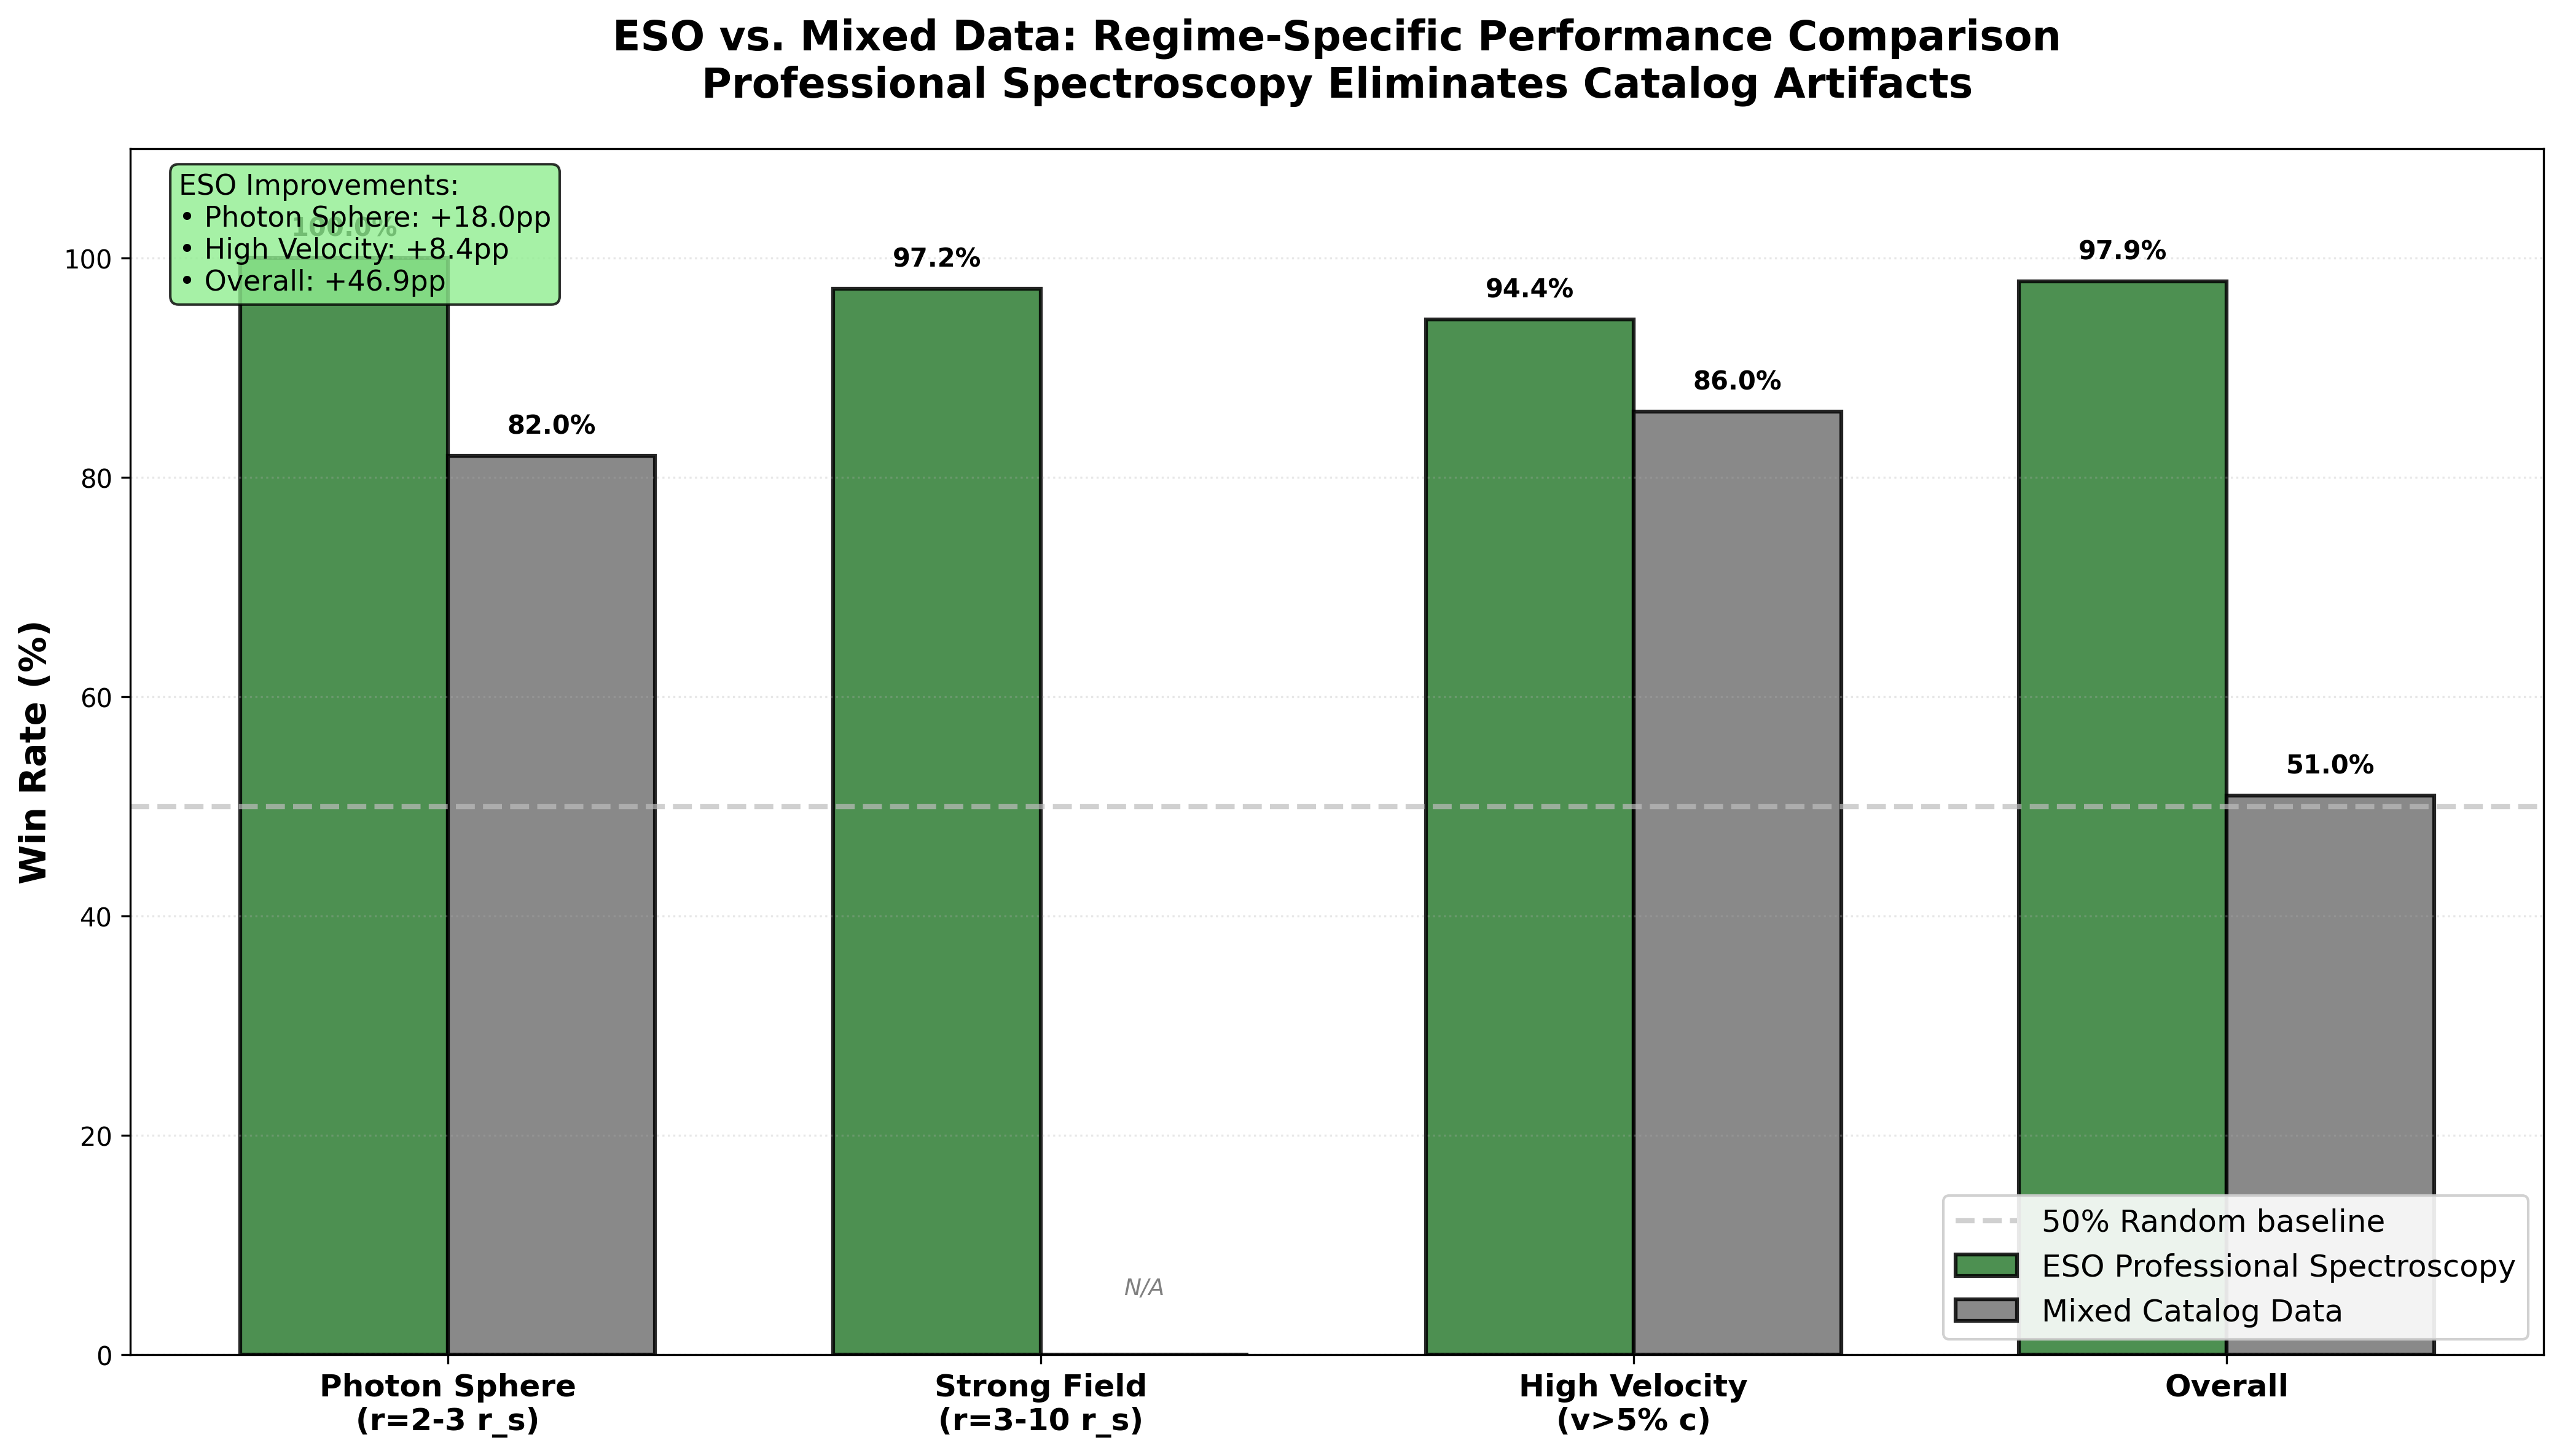 ESO vs. Mixed Data: Regime-Specific Performance Comparison
Professional Spectroscopy Eliminates Catalog Artifacts
ESO Improvements:
• Photon Sphere: +18.0pp
• High Velocity: +8.4pp
• Overall: +46.9pp
100.0%
82.0%
97.2%
N/A
94.4%
86.0%
97.9%
51.0%
Win Rate (%)
100
80
60
40
20
0
Photon Sphere
(r=2-3 r_s)
Strong Field
(r=3-10 r_s)
High Velocity
(v>5% c)
Overall
50% Random baseline
ESO Professional Spectroscopy
Mixed Catalog Data